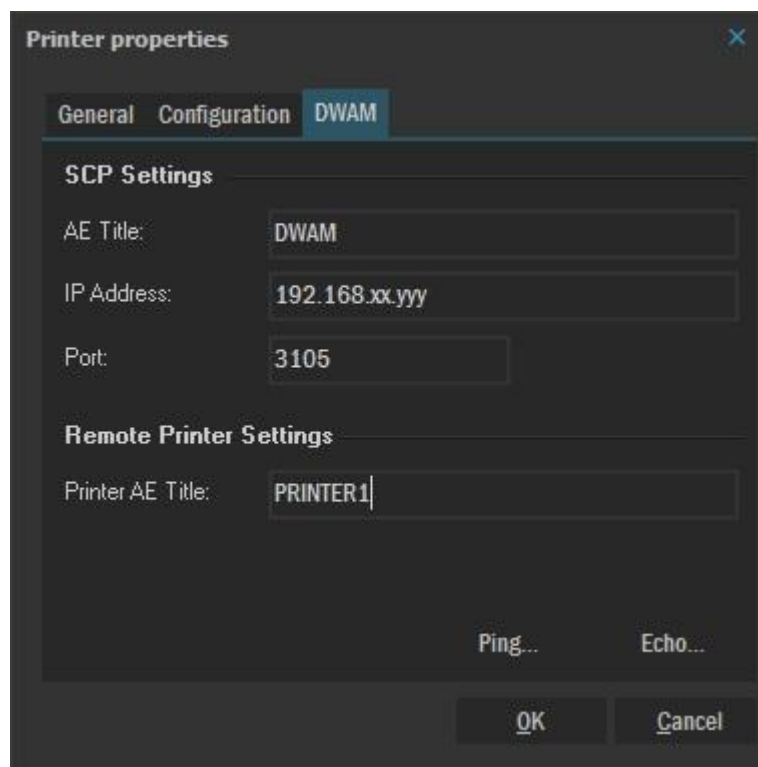 Printer properties
General Configuration DWAM
SCP Settings
AE Title: DWAM
IP Address: 192.168.xx.yyy
Port: 3105
Remote Printer Settings
Printer AE Title: PRINTER1
Ping... Echo...
OK Cancel